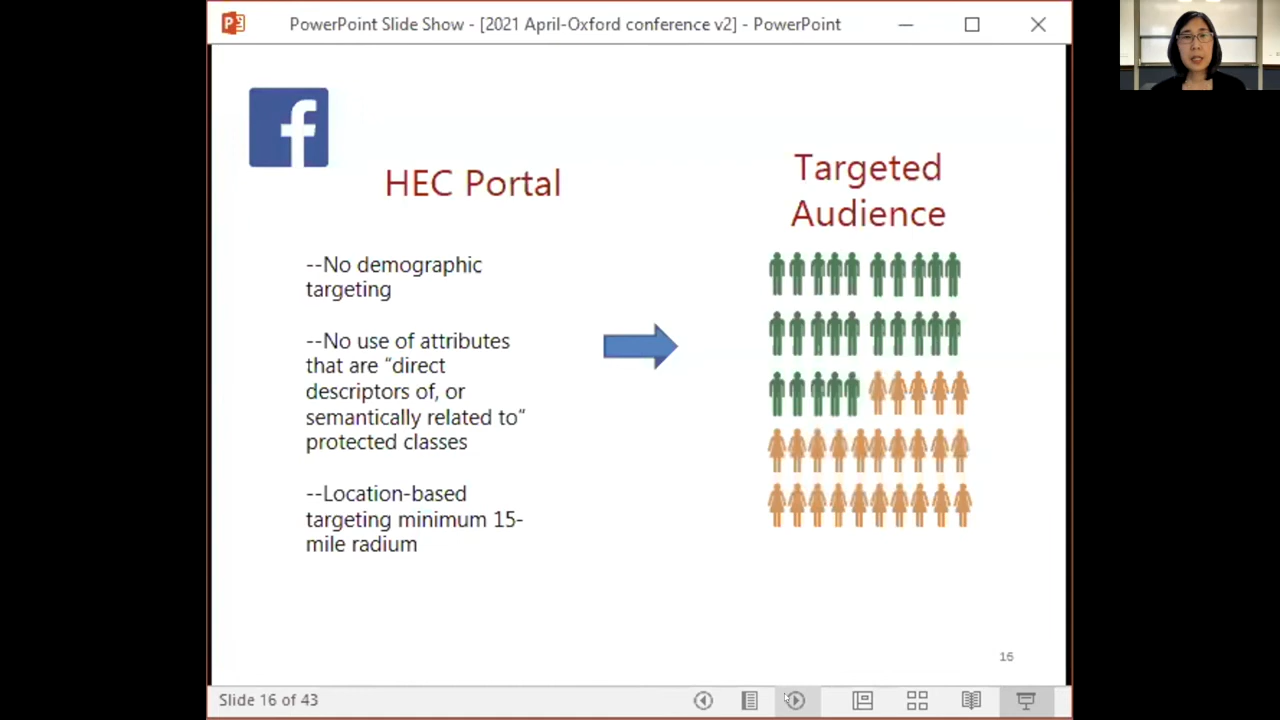 PowerPoint Slide Show - [2021 April-Oxford conference v2] - PowerPoint
HEC Portal
--No demographic
targeting
--No use of attributes
that are “direct
descriptors of, or
semantically related to“
protected classes
--Location-based
targeting minimum 15-
mile radium
Targeted
Audience
16
Slide 16 of 43